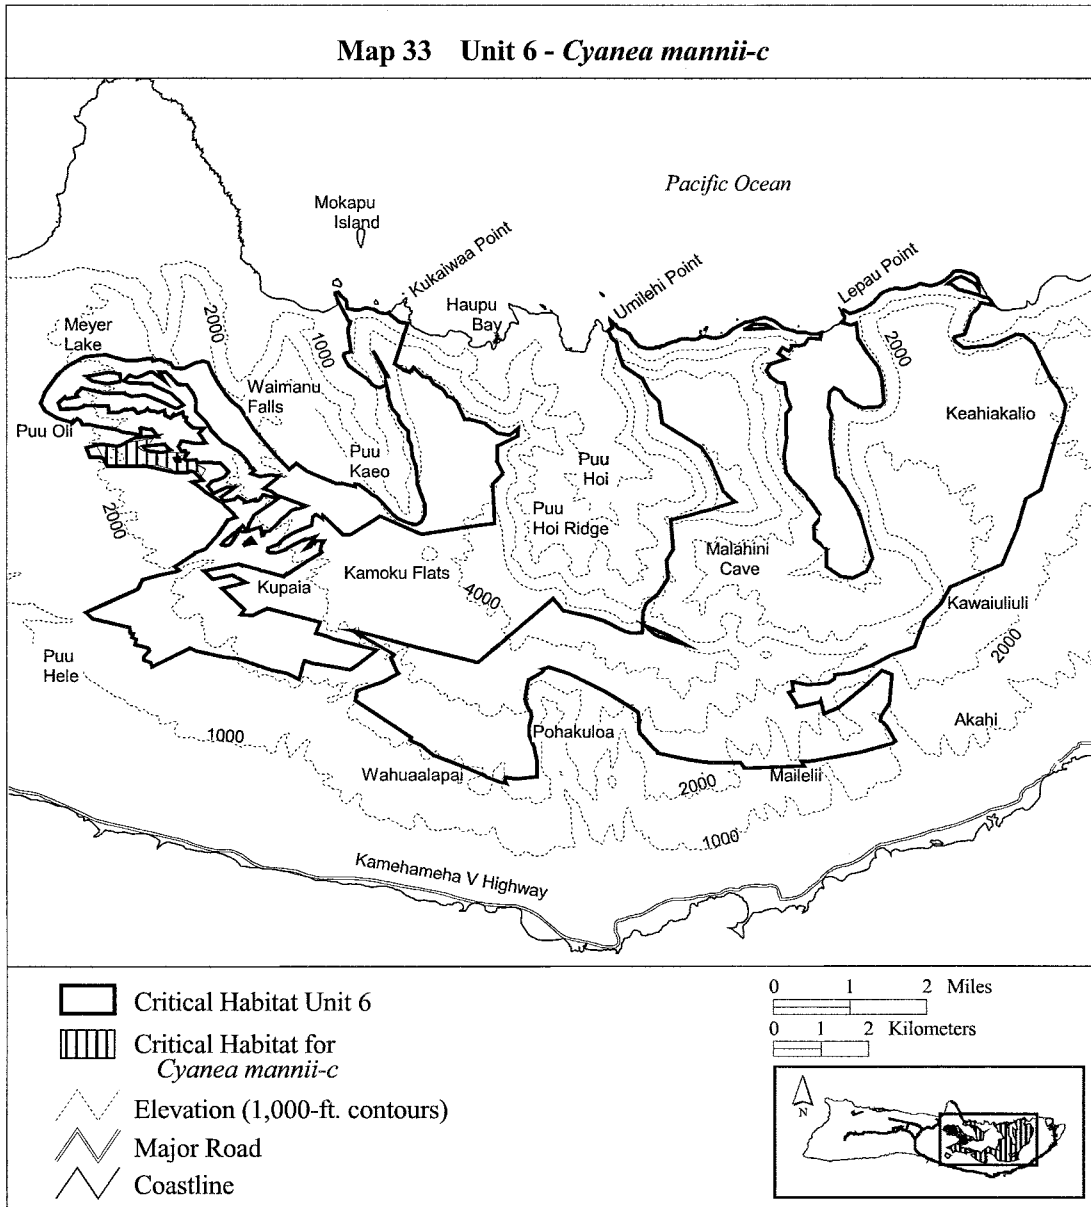 Map 33 Unit 6 - Cyanea mannii-c
Pacific Ocean
Mokapu
Island
Kukaiwaa Point
Haupu
Bay
Umilehi Point
Lepau Point
Meyer
Lake
2000
1000
2000
Waimanu
Falls
Keahiakalio
Puu Oli
Puu
Kaeo
Puu
Hoi
2000
Puu
Hoi Ridge
Malahini
Cave
Kupaia
Kamoku Flats
4000
Kawaiuliuli
2000
Puu
Hele
1000
Pohakuloa
Akahi
Wahuaalapai
2000
Mailelii
1000
Kamehameha V Highway
Critical Habitat Unit 6
Critical Habitat for
Cyanea mannii-c
Elevation (1,000-ft. contours)
Major Road
Coastline
0 1 2 Miles
0 1 2 Kilometers
N